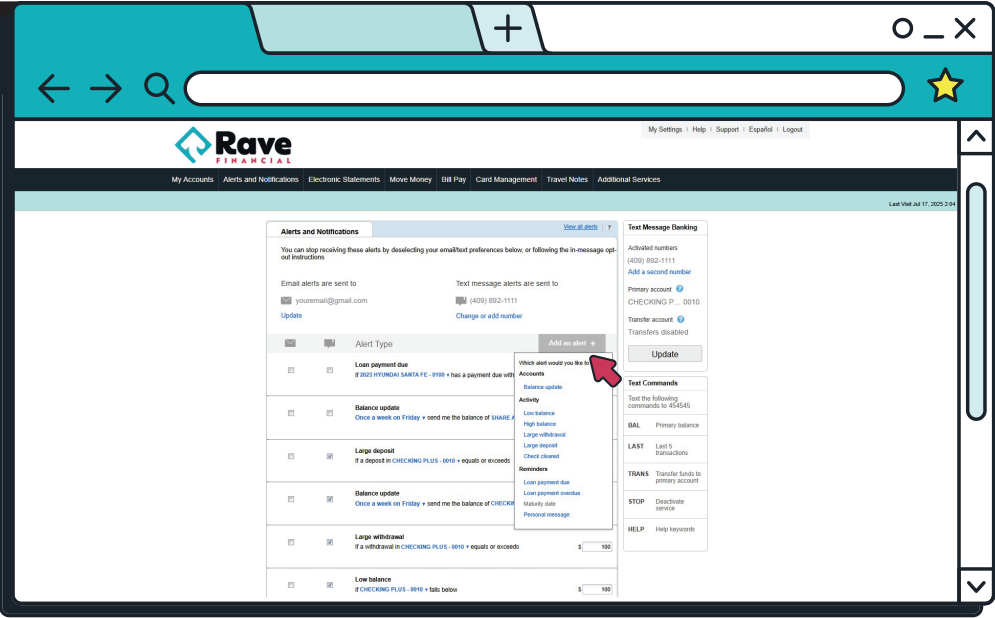 My Settings | Help | Support | Español | Logout
Rave
FINANCIAL
My Accounts Alerts and Notifications Electronic Statements Move Money Bill Pay Card Management Travel Notes Additional Services
Last Visit Jul 17, 2025 2:04
Alerts and Notifications
View all alerts ?
You can stop receiving these alerts by deselecting your email/text preferences below, or following the in-message opt-
out instructions
Email alerts are sent to
youremail@gmail.com
Update
Text message alerts are sent to
(409) 892-1111
Change or add number
Alert Type
Add an alert +
Loan payment due
If 2023 HYUNDAI SANTA FE - 0100 has a payment due with
Balance update
Once a week on Friday send me the balance of SHARE A
Large deposit
If a deposit in CHECKING PLUS - 0010 equals or exceeds
Balance update
Once a week on Friday send me the balance of CHECKIN
Large withdrawal
If a withdrawal in CHECKING PLUS - 0010 equals or exceeds $ 100
Low balance
If CHECKING PLUS - 0010 falls below $ 100
Which alert would you like to
Accounts
Balance update
Activity
Low balance
High balance
Large withdrawal
Large deposit
Check cleared
Reminders
Loan payment due
Loan payment overdue
Maturity date
Personal message
Text Message Banking
Activated numbers
(409) 892-1111
Add a second number
Primary account ?
CHECKING P... 0010
Transfer account ?
Transfers disabled
Update
Text Commands
Text the following
commands to 454545
BAL Primary balance
LAST Last 5
transactions
TRANS Transfer funds to
primary account
STOP Deactivate
service
HELP Help keywords